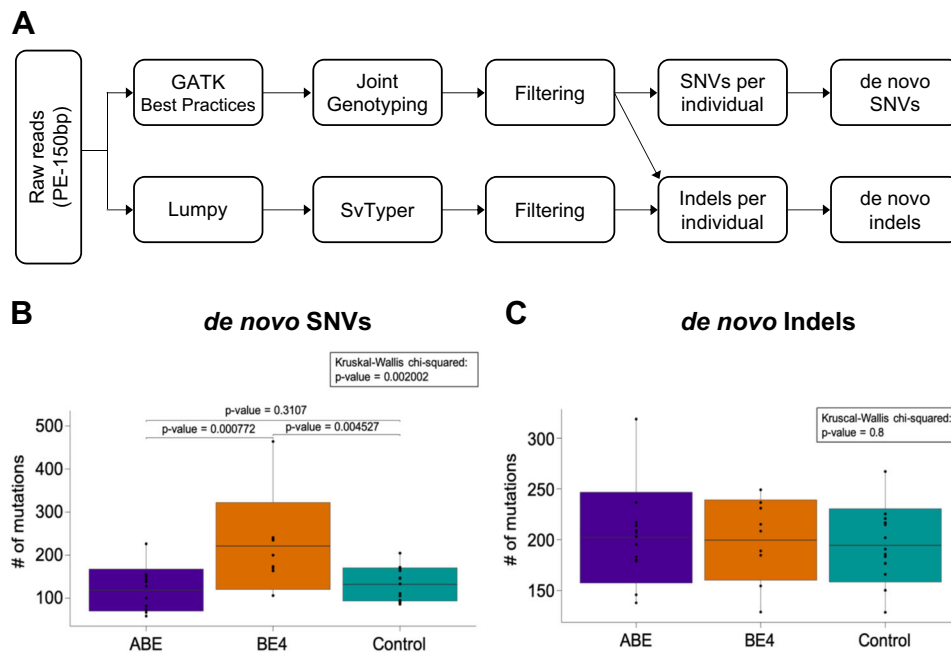 A
Raw reads
(PE-150bp)
GATK
Best Practices
Joint
Genotyping
Filtering
SNVs per
individual
de novo
SNVs
Lumpy
SvTyper
Filtering
Indels per
individual
de novo
indels
B
de novo SNVs
Kruskal-Wallis chi-squared:
p-value = 0.002002
p-value = 0.3107
p-value = 0.000772
p-value = 0.004527
# of mutations
500
400
300
200
100
ABE
BE4
Control
C
de novo Indels
Kruscal-Wallis chi-squared:
p-value = 0.8
# of mutations
300
250
200
150
ABE
BE4
Control